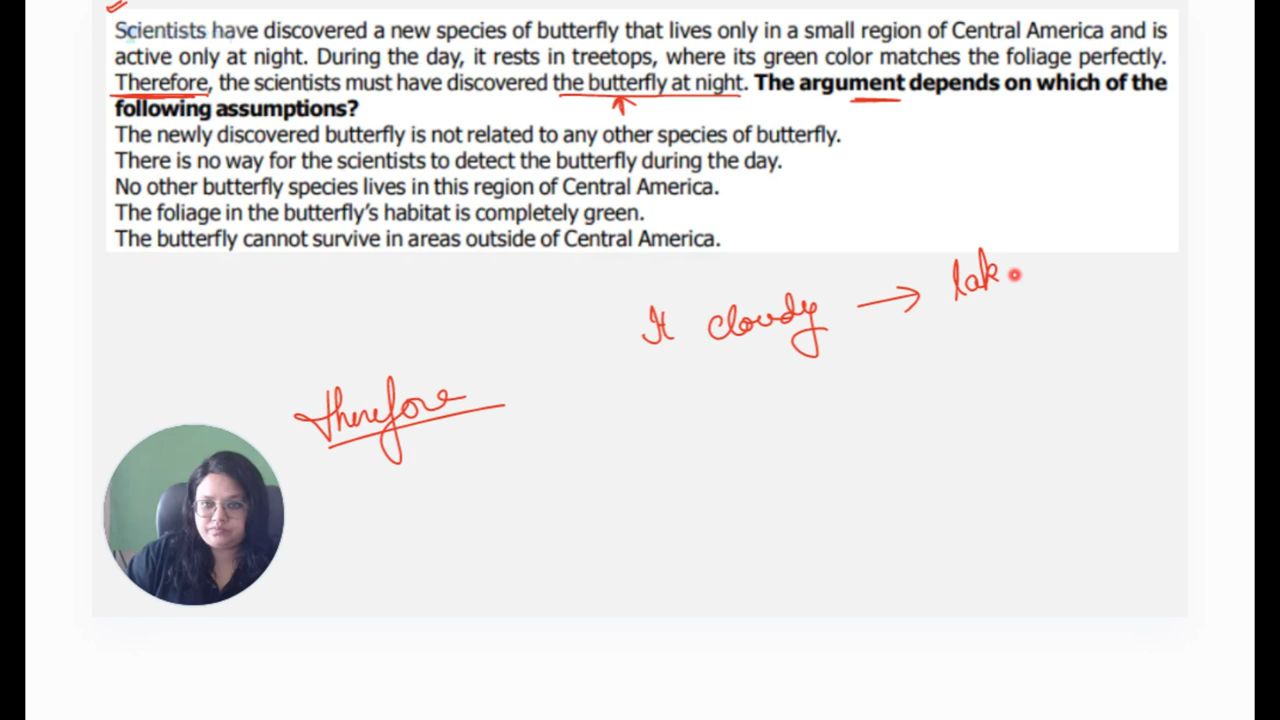 Scientists have discovered a new species of butterfly that lives only in a small region of Central America and is
active only at night. During the day, it rests in treetops, where its green color matches the foliage perfectly.
Therefore, the scientists must have discovered the butterfly at night. The argument depends on which of the
following assumptions?
The newly discovered butterfly is not related to any other species of butterfly.
There is no way for the scientists to detect the butterfly during the day.
No other butterfly species lives in this region of Central America.
The foliage in the butterfly's habitat is completely green.
The butterfly cannot survive in areas outside of Central America.
It cloudy → lak
therefore